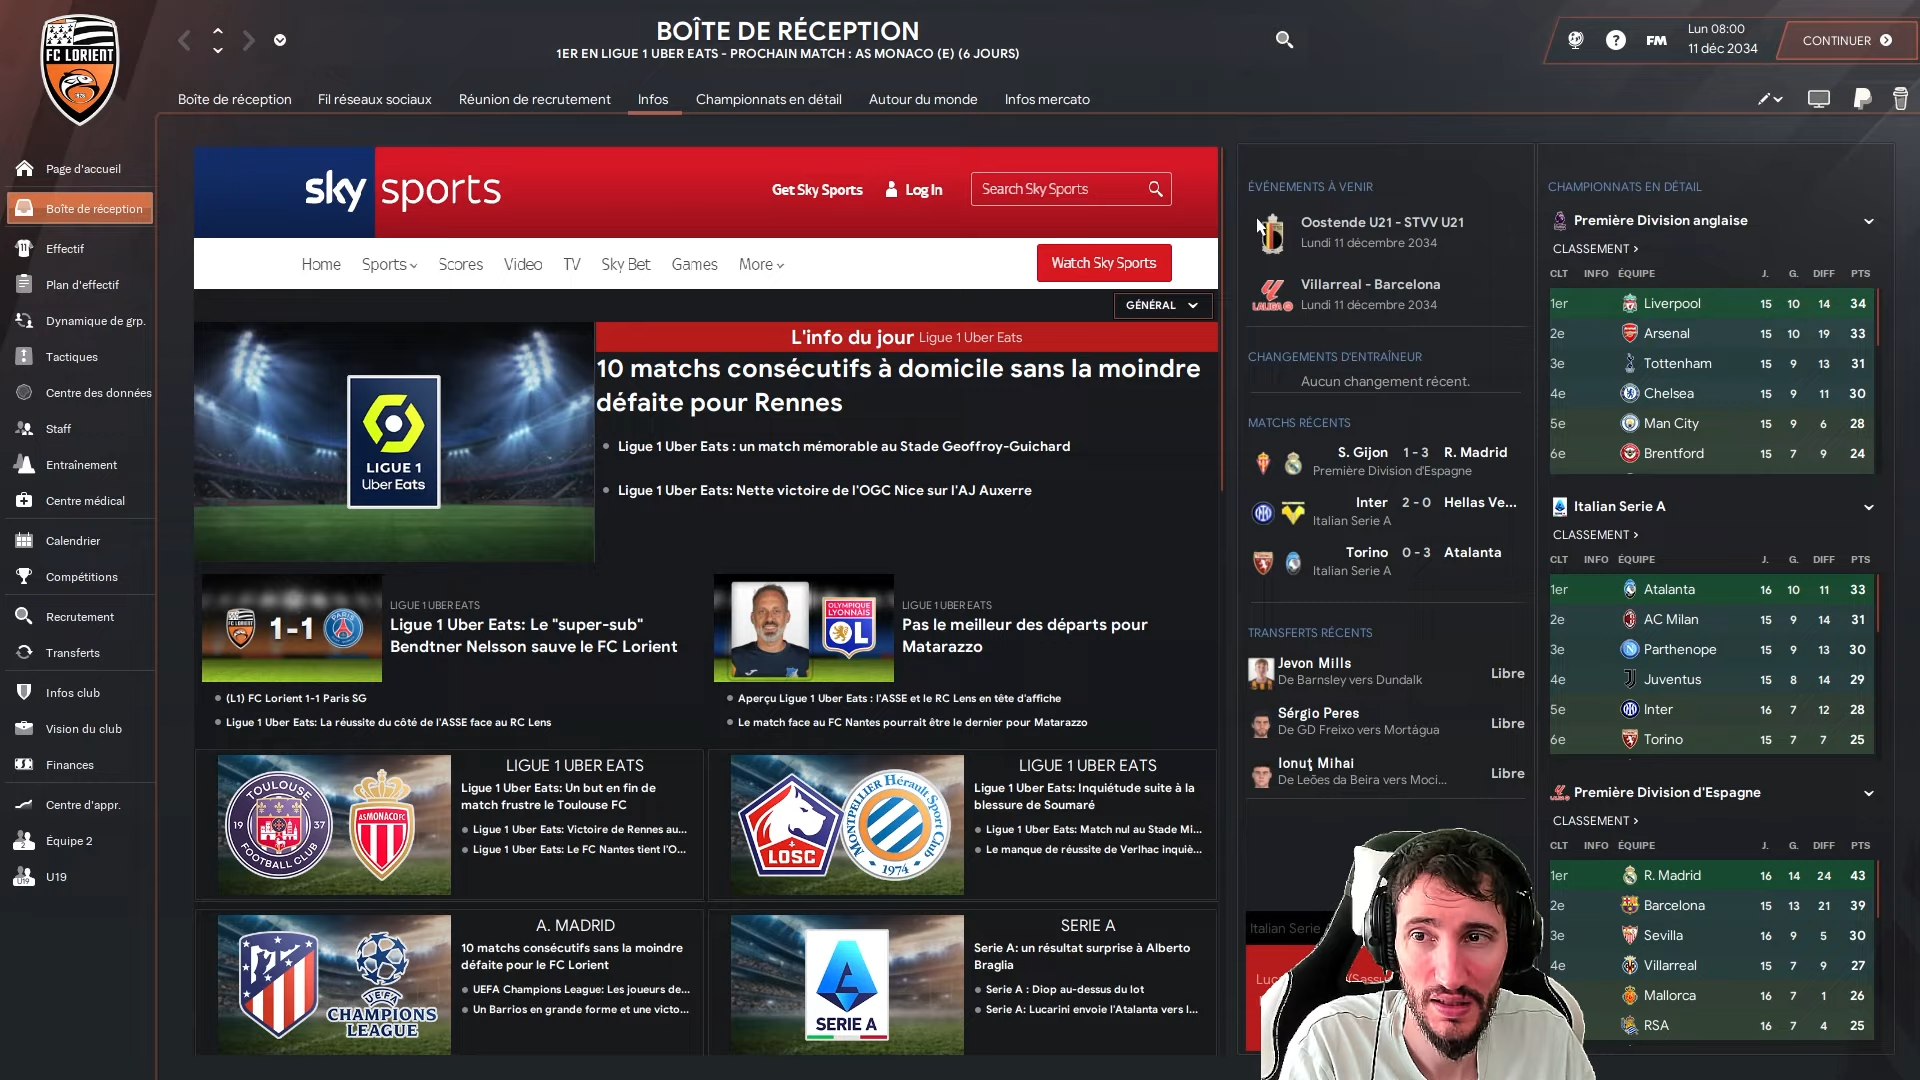 FC LORIENT
BOÎTE DE RÉCEPTION
1ER EN LIGUE 1 UBER EATS - PROCHAIN MATCH : AS MONACO (E) (6 JOURS)
FM
Lun 08:00
11 déc 2034
CONTINUER
Boîte de réception
Fil réseaux sociaux
Réunion de recrutement
Infos
Championnats en détail
Autour du monde
Infos mercato
Page d'accueil
Boîte de réception
Effectif
Plan d'effectif
Dynamique de grp.
Tactiques
Centre des données
Staff
Entraînement
Centre médical
Calendrier
Compétitions
Recrutement
Transferts
Infos club
Vision du club
Finances
Centre d'appr.
Équipe 2
U19
sky sports
Get Sky Sports
Log In
Search Sky Sports
Home Sports Scores Video TV Sky Bet Games More
Watch Sky Sports
GÉNÉRAL
LIGUE 1
Uber Eats
L'info du jour Ligue 1 Uber Eats
10 matchs consécutifs à domicile sans la moindre
défaite pour Rennes
Ligue 1 Uber Eats : un match mémorable au Stade Geoffroy-Guichard
Ligue 1 Uber Eats: Nette victoire de l'OGC Nice sur l'AJ Auxerre
1-1
LIGUE 1 UBER EATS
Ligue 1 Uber Eats: Le "super-sub"
Bendtner Nelsson sauve le FC Lorient
(L1) FC Lorient 1-1 Paris SG
Ligue 1 Uber Eats: La réussite du côté de l'ASSE face au RC Lens
OLYMPIQUE
LYONNAIS
OL
LIGUE 1 UBER EATS
Pas le meilleur des départs pour
Matarazzo
Aperçu Ligue 1 Uber Eats : l'ASSE et le RC Lens en tête d'affiche
Le match face au FC Nantes pourrait être le dernier pour Matarazzo
TOULOUSE
19 37
FOOTBALL CLUB
AS MONACO FC
LIGUE 1 UBER EATS
Ligue 1 Uber Eats: Un but en fin de
match frustre le Toulouse FC
Ligue 1 Uber Eats: Victoire de Rennes au...
Ligue 1 Uber Eats: Le FC Nantes tient l'O...
LOSC
Montpellier Hérault Sport Club
1974
LIGUE 1 UBER EATS
Ligue 1 Uber Eats: Inquiétude suite à la
blessure de Soumaré
Ligue 1 Uber Eats: Match nul au Stade Mi...
Le manque de réussite de Verlhac inquiè...
UEFA
CHAMPIONS
LEAGUE
A. MADRID
10 matchs consécutifs sans la moindre
défaite pour le FC Lorient
UEFA Champions League: Les joueurs de...
Un Barrios en grande forme et une victo...
SERIE A
SERIE A
Serie A: un résultat surprise à Alberto
Braglia
Serie A : Diop au-dessus du lot
Serie A: Lucarini envoie l'Atalanta vers l...
ÉVÉNEMENTS À VENIR
Oostende U21 - STVV U21
Lundi 11 décembre 2034
LALIGA
Villarreal - Barcelona
Lundi 11 décembre 2034
CHANGEMENTS D'ENTRAÎNEUR
Aucun changement récent.
MATCHS RÉCENTS
S. Gijon 1 - 3 R. Madrid
Première Division d'Espagne
Inter 2 - 0 Hellas Ve...
Italian Serie A
Torino 0 - 3 Atalanta
Italian Serie A
TRANSFERTS RÉCENTS
Jevon Mills
De Barnsley vers Dundalk
Libre
Sérgio Peres
De GD Freixo vers Mortágua
Libre
Ionuț Mihai
De Leões da Beira vers Moci...
Libre
Italian Serie
CHAMPIONNATS EN DÉTAIL
Première Division anglaise
CLASSEMENT >
CLT INFO ÉQUIPE J. G. DIFF PTS
1er Liverpool 15 10 14 34
2e Arsenal 15 10 19 33
3e Tottenham 15 9 13 31
4e Chelsea 15 9 11 30
5e Man City 15 9 6 28
6e Brentford 15 7 9 24
Italian Serie A
CLASSEMENT >
CLT INFO ÉQUIPE J. G. DIFF PTS
1er Atalanta 16 10 11 33
2e AC Milan 15 9 14 31
3e Parthenope 15 9 13 30
4e Juventus 15 8 14 29
5e Inter 16 7 12 28
6e Torino 15 7 7 25
Première Division d'Espagne
CLASSEMENT >
CLT INFO ÉQUIPE J. G. DIFF PTS
1er R. Madrid 16 14 24 43
2e Barcelona 15 13 21 39
3e Sevilla 16 9 5 30
4e Villarreal 15 7 9 27
5e Mallorca 16 7 1 26
6e RSA 16 7 4 25